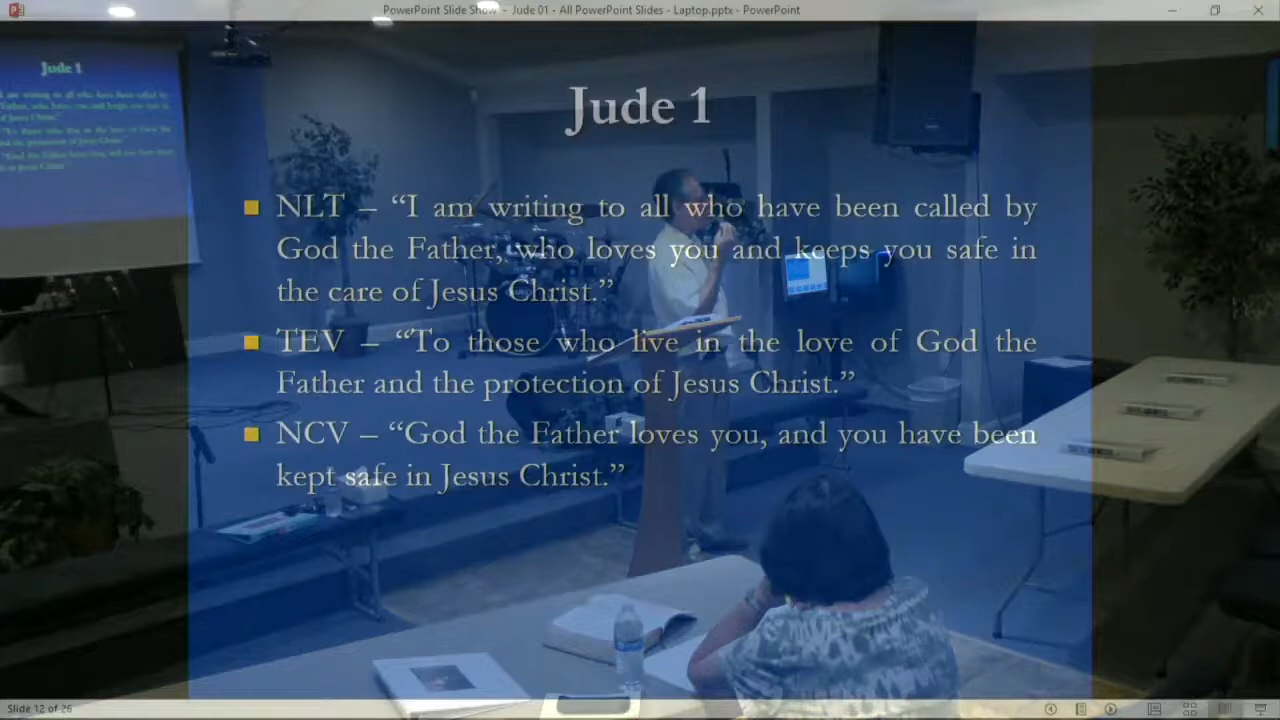 PowerPoint Slide Show - Jude 01 - All PowerPoint Slides - Laptop.pptx - PowerPoint
Jude 1
Jude 1
NLT – “I am writing to all who have been called by
God the Father, who loves you and keeps you safe in
the care of Jesus Christ.”
TEV – “To those who live in the love of God the
Father and the protection of Jesus Christ.”
NCV – “God the Father loves you, and you have been
kept safe in Jesus Christ.”
Slide 12 of 26